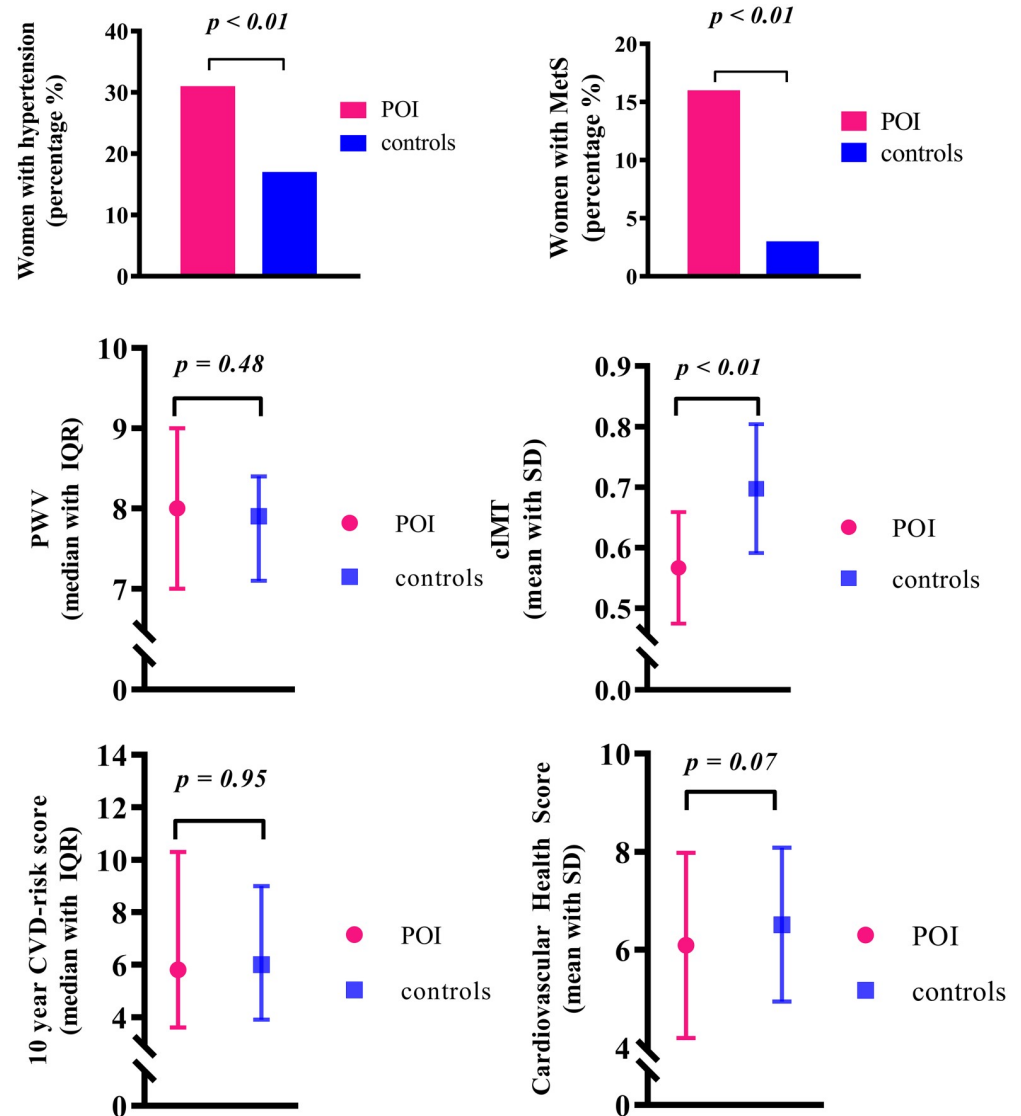 Women with hypertension
(percentage %)
40
30
20
10
0
p < 0.01
POI
controls
Women with MetS
(percentage %)
20
15
10
5
0
p < 0.01
POI
controls
PWV
(median with IQR)
10
9
8
7
0
p = 0.48
POI
controls
cIMT
(mean with SD)
0.9
0.8
0.7
0.6
0.5
0.0
p < 0.01
POI
controls
10 year CVD-risk score
(median with IQR)
14
12
10
8
6
4
0
p = 0.95
POI
controls
Cardiovascular Health Score
(mean with SD)
10
8
6
4
0
p = 0.07
POI
controls